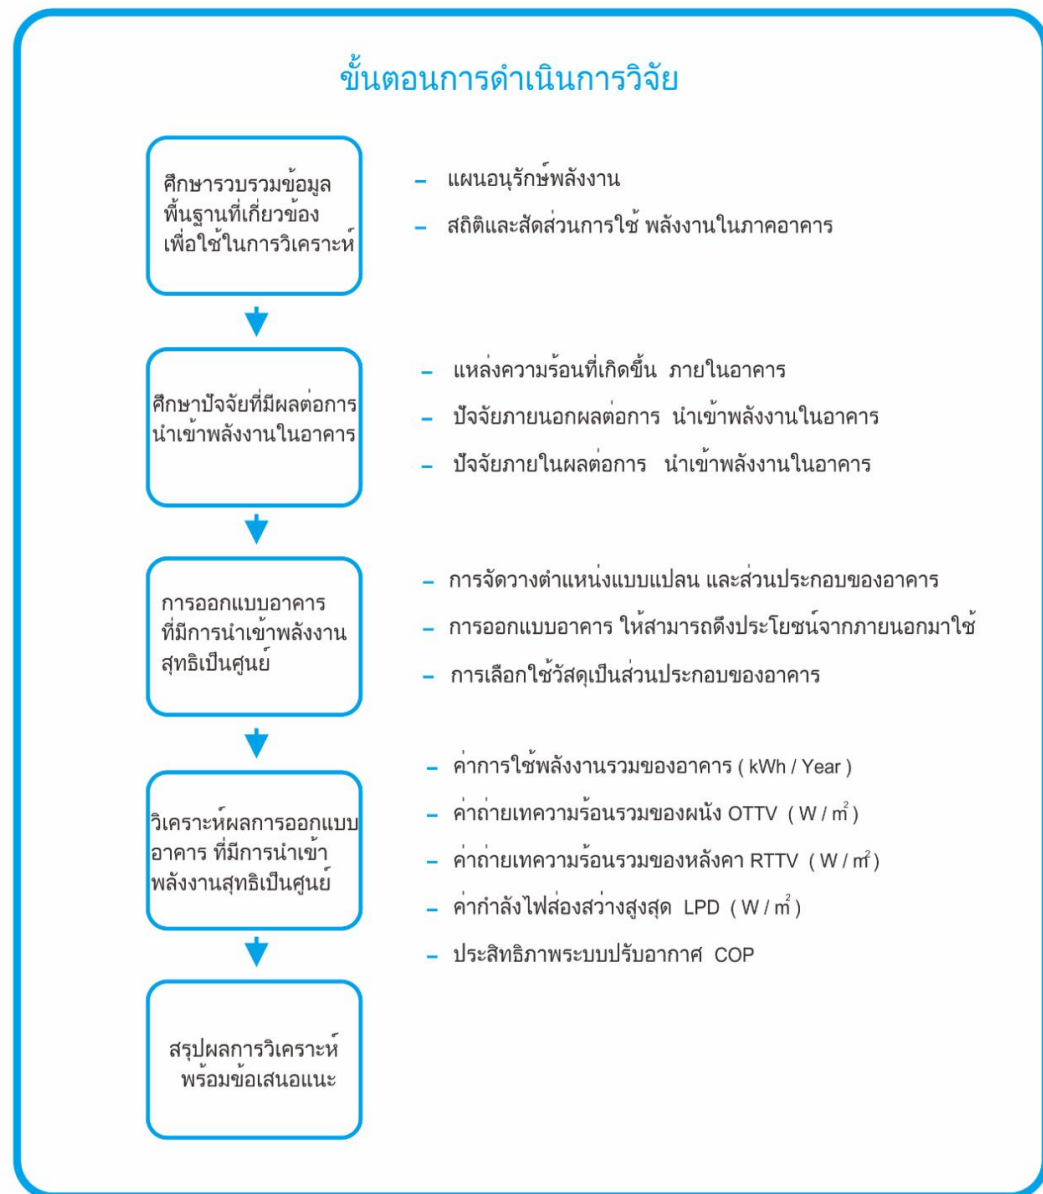 ขั้นตอนการดำเนินการวิจัย
ศึกษารวบรวมข้อมูล
พื้นฐานที่เกี่ยวข้อง
เพื่อใช้ในการวิเคราะห์
– แผนอนุรักษ์พลังงาน
– สถิติและสัดส่วนการใช้ พลังงานในภาคอาคาร
ศึกษาปัจจัยที่มีผลต่อการ
นำเข้าพลังงานในอาคาร
– แหล่งความร้อนที่เกิดขึ้น ภายในอาคาร
– ปัจจัยภายนอกผลต่อการ นำเข้าพลังงานในอาคาร
– ปัจจัยภายในผลต่อการ นำเข้าพลังงานในอาคาร
การออกแบบอาคาร
ที่มีการนำเข้าพลังงาน
สุทธิเป็นศูนย์
– การจัดวางตำแหน่งแบบแปลน และส่วนประกอบของอาคาร
– การออกแบบอาคาร ให้สามารถดึงประโยชน์จากภายนอกมาใช้
– การเลือกใช้วัสดุเป็นส่วนประกอบของอาคาร
วิเคราะห์ผลการออกแบบ
อาคาร ที่มีการนำเข้า
พลังงานสุทธิเป็นศูนย์
– ค่าการใช้พลังงานรวมของอาคาร ( kWh / Year )
– ค่าถ่ายเทความร้อนรวมของผนัง OTTV ( W / m² )
– ค่าถ่ายเทความร้อนรวมของหลังคา RTTV ( W / m² )
– ค่ากำลังไฟส่องสว่างสูงสุด LPD ( W / m² )
– ประสิทธิภาพระบบปรับอากาศ COP
สรุปผลการวิเคราะห์
พร้อมข้อเสนอแนะ